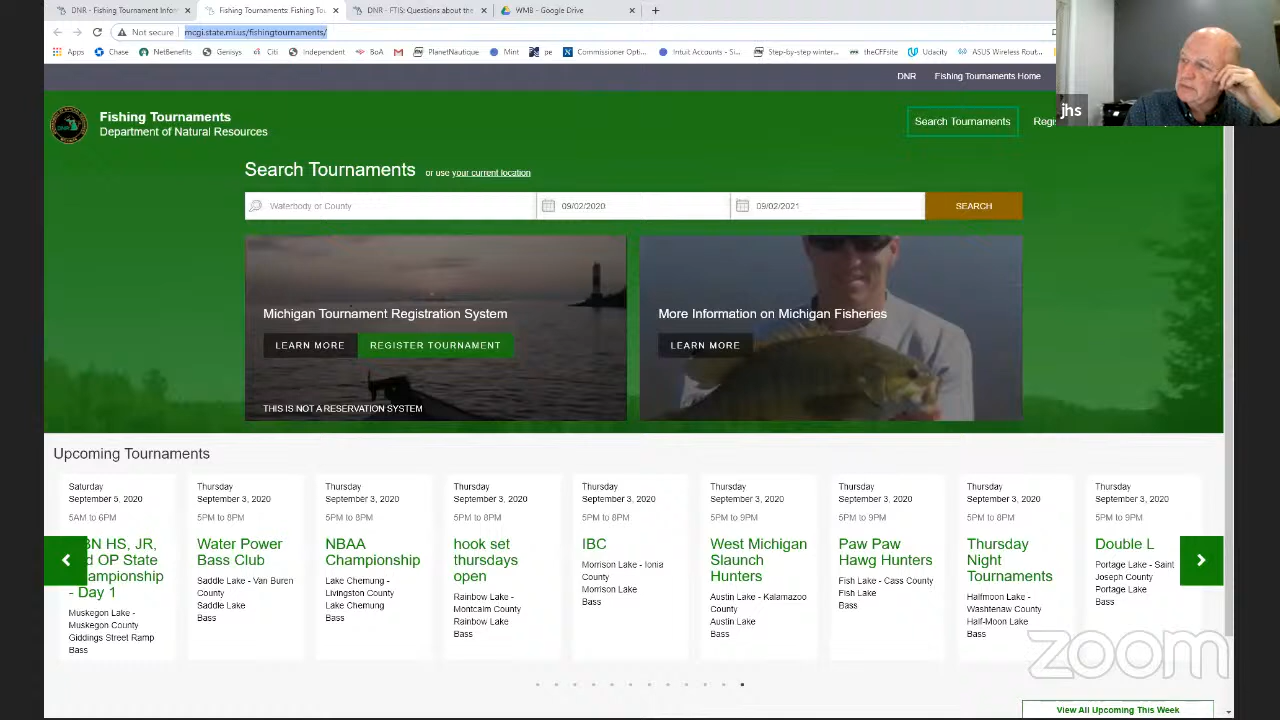 DNR - Fishing Tournament Inform
Fishing Tournaments: Fishing Tou
DNR - FTIS: Questions about the
WMB - Google Drive
Not secure
mcgi.state.mi.us/fishingtournaments/
Apps
Chase
NetBenefits
Genisys
Citi
Independent
BoA
PlanetNautique
Mint
pe
Commissioner Opti...
Intuit Accounts - Si...
Step-by-step winter...
theCFFsite
Udacity
ASUS Wireless Rout...
DNR
Fishing Tournaments Home
jhs
Fishing Tournaments
Department of Natural Resources
Search Tournaments
Search Tournaments
or use your current location
Waterbody or County
09/02/2020
09/02/2021
SEARCH
Michigan Tournament Registration System
LEARN MORE
REGISTER TOURNAMENT
THIS IS NOT A RESERVATION SYSTEM
More Information on Michigan Fisheries
LEARN MORE
Upcoming Tournaments
Saturday
September 5, 2020
5AM to 6PM
HS, JR,
OP State
- Day 1
Muskegon Lake -
Muskegon County
Giddings Street Ramp
Bass
Thursday
September 3, 2020
5PM to 8PM
Water Power
Bass Club
Saddle Lake - Van Buren
County
Saddle Lake
Bass
Thursday
September 3, 2020
5PM to 8PM
NBAA
Championship
Lake Chemung -
Livingston County
Lake Chemung
Bass
Thursday
September 3, 2020
5PM to 8PM
hook set
thursdays
open
Rainbow Lake -
Montcalm County
Rainbow Lake
Bass
Thursday
September 3, 2020
5PM to 8PM
IBC
Morrison Lake - Ionia
County
Morrison Lake
Bass
Thursday
September 3, 2020
5PM to 9PM
West Michigan
Slaunch
Hunters
Austin Lake - Kalamazoo
County
Austin Lake
Bass
Thursday
September 3, 2020
5PM to 9PM
Paw Paw
Hawg Hunters
Fish Lake - Cass County
Fish Lake
Bass
Thursday
September 3, 2020
5PM to 8PM
Thursday
Night
Tournaments
Halfmoon Lake -
Washtenaw County
Half-Moon Lake
Bass
Thursday
September 3, 2020
5PM to 9PM
Double L
Portage Lake - Saint
Joseph County
Portage Lake
Bass
zoom
View All Upcoming This Week